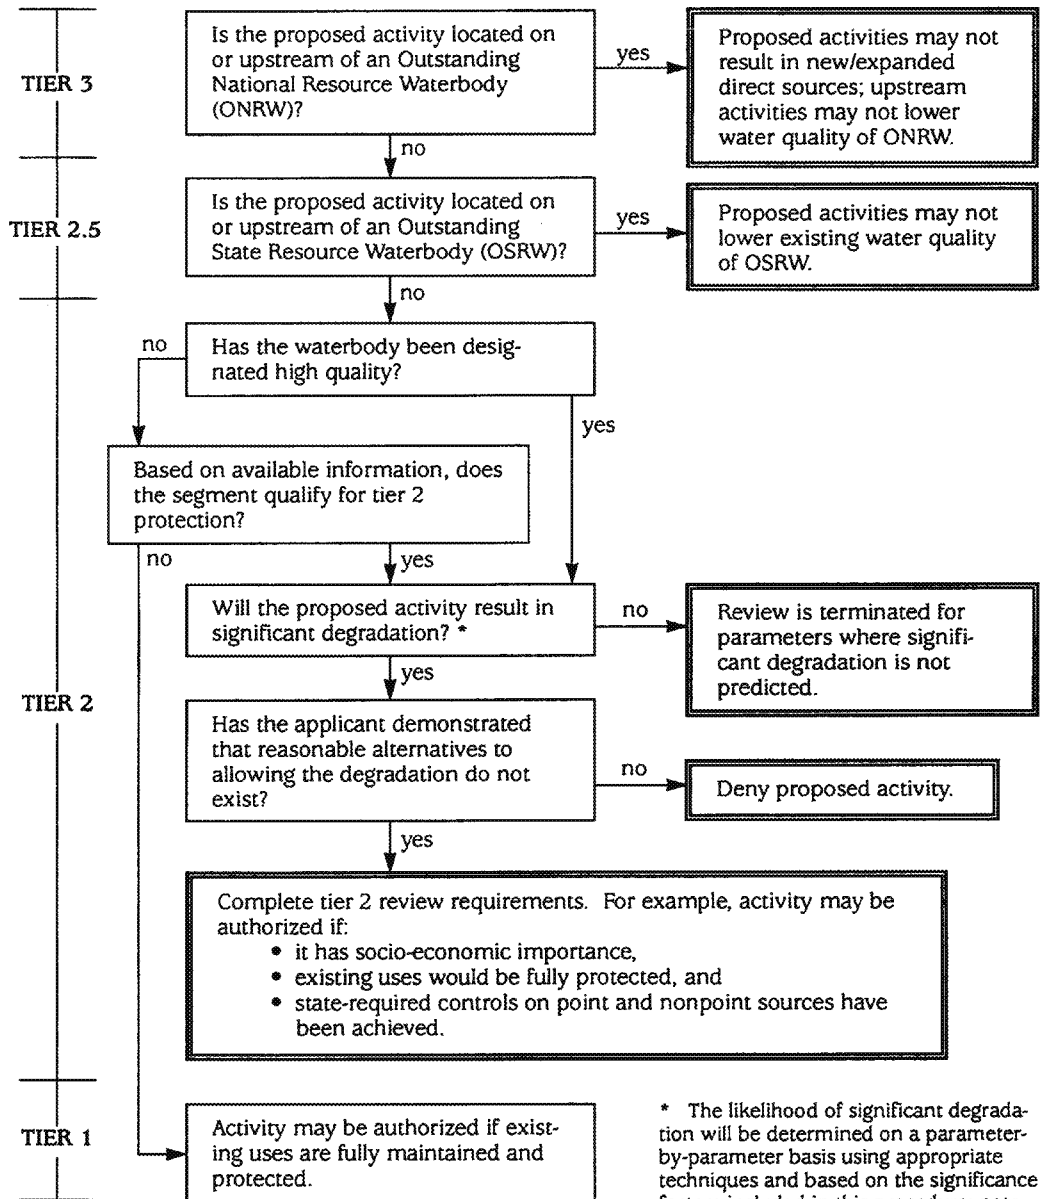 TIER 3
Is the proposed activity located on
or upstream of an Outstanding
National Resource Waterbody
(ONRW)?
yes
Proposed activities may not
result in new/expanded
direct sources; upstream
activities may not lower
water quality of ONRW.
no
TIER 2.5
Is the proposed activity located on
or upstream of an Outstanding
State Resource Waterbody (OSRW)?
yes
Proposed activities may not
lower existing water quality
of OSRW.
no
Has the waterbody been desig-
nated high quality?
no
yes
Based on available information, does
the segment qualify for tier 2
protection?
no
yes
TIER 2
Will the proposed activity result in
significant degradation? *
no
Review is terminated for
parameters where signifi-
cant degradation is not
predicted.
yes
Has the applicant demonstrated
that reasonable alternatives to
allowing the degradation do not
exist?
no
Deny proposed activity.
yes
Complete tier 2 review requirements. For example, activity may be
authorized if:
• it has socio-economic importance,
• existing uses would be fully protected, and
• state-required controls on point and nonpoint sources have
been achieved.
TIER 1
Activity may be authorized if exist-
ing uses are fully maintained and
protected.
* The likelihood of significant degrada-
tion will be determined on a parameter-
by-parameter basis using appropriate
techniques and based on the significance